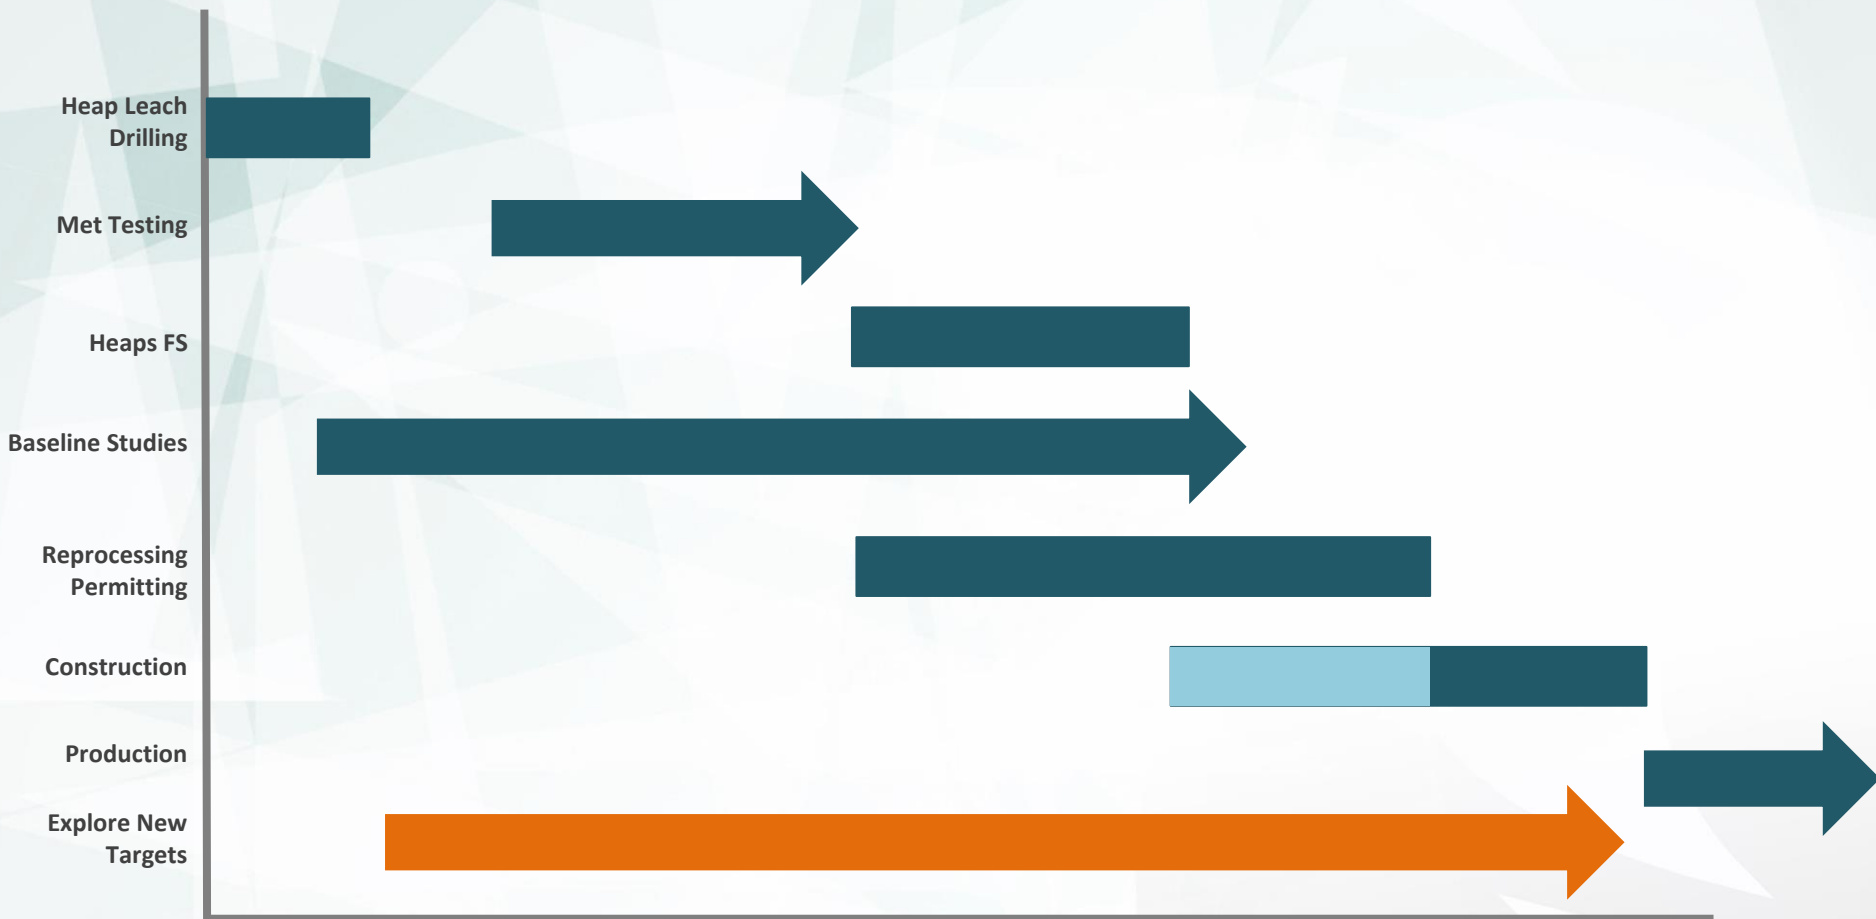 Heap Leach
Drilling
Met Testing
Heaps FS
Baseline Studies
Reprocessing
Permitting
Construction
Production
Explore New
Targets